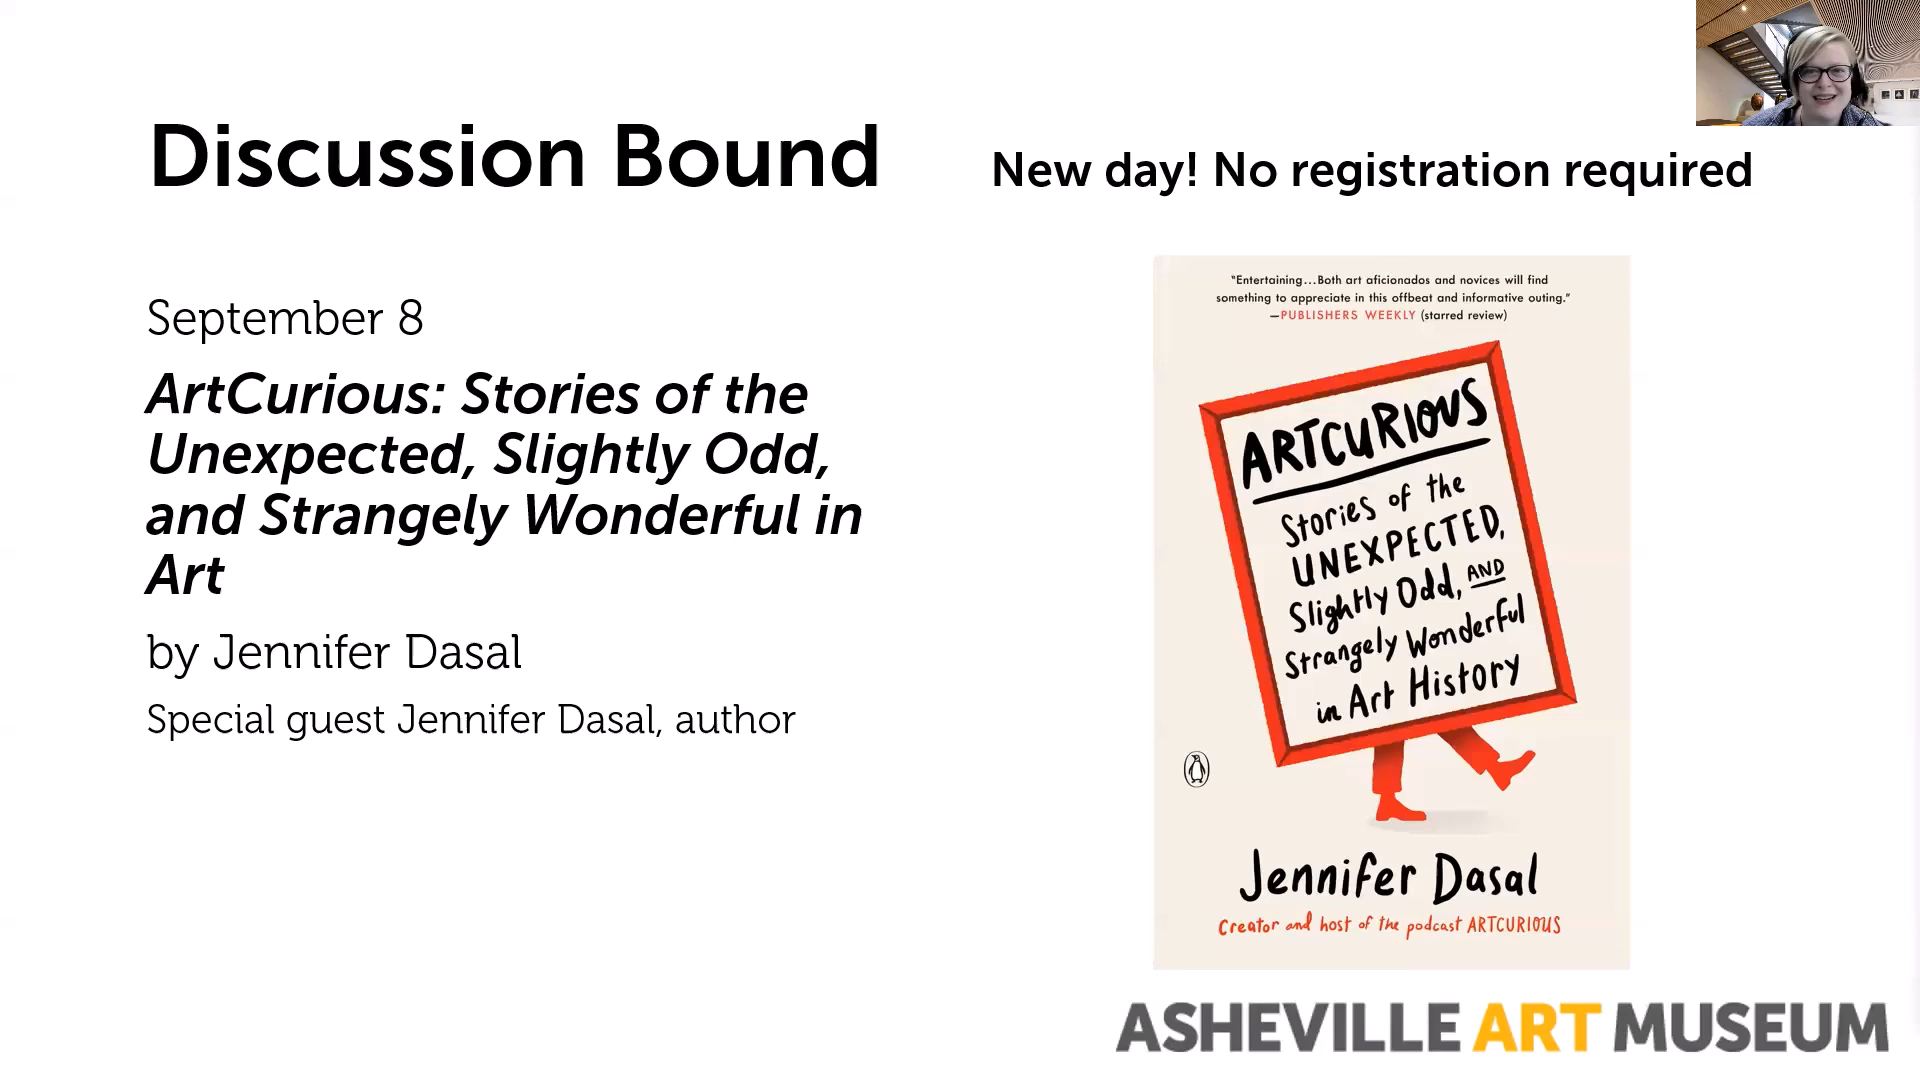 Discussion Bound
New day! No registration required
September 8
ArtCurious: Stories of the
Unexpected, Slightly Odd,
and Strangely Wonderful in
Art
by Jennifer Dasal
Special guest Jennifer Dasal, author
"Entertaining...Both art aficionados and novices will find
something to appreciate in this offbeat and informative outing."
—PUBLISHERS WEEKLY (starred review)
ARTCURIOUS
Stories of the
UNEXPECTED,
Slightly Odd, AND
Strangely Wonderful
in Art History
Jennifer Dasal
Creator and host of the podcast ARTCURIOUS
ASHEVILLE ART MUSEUM